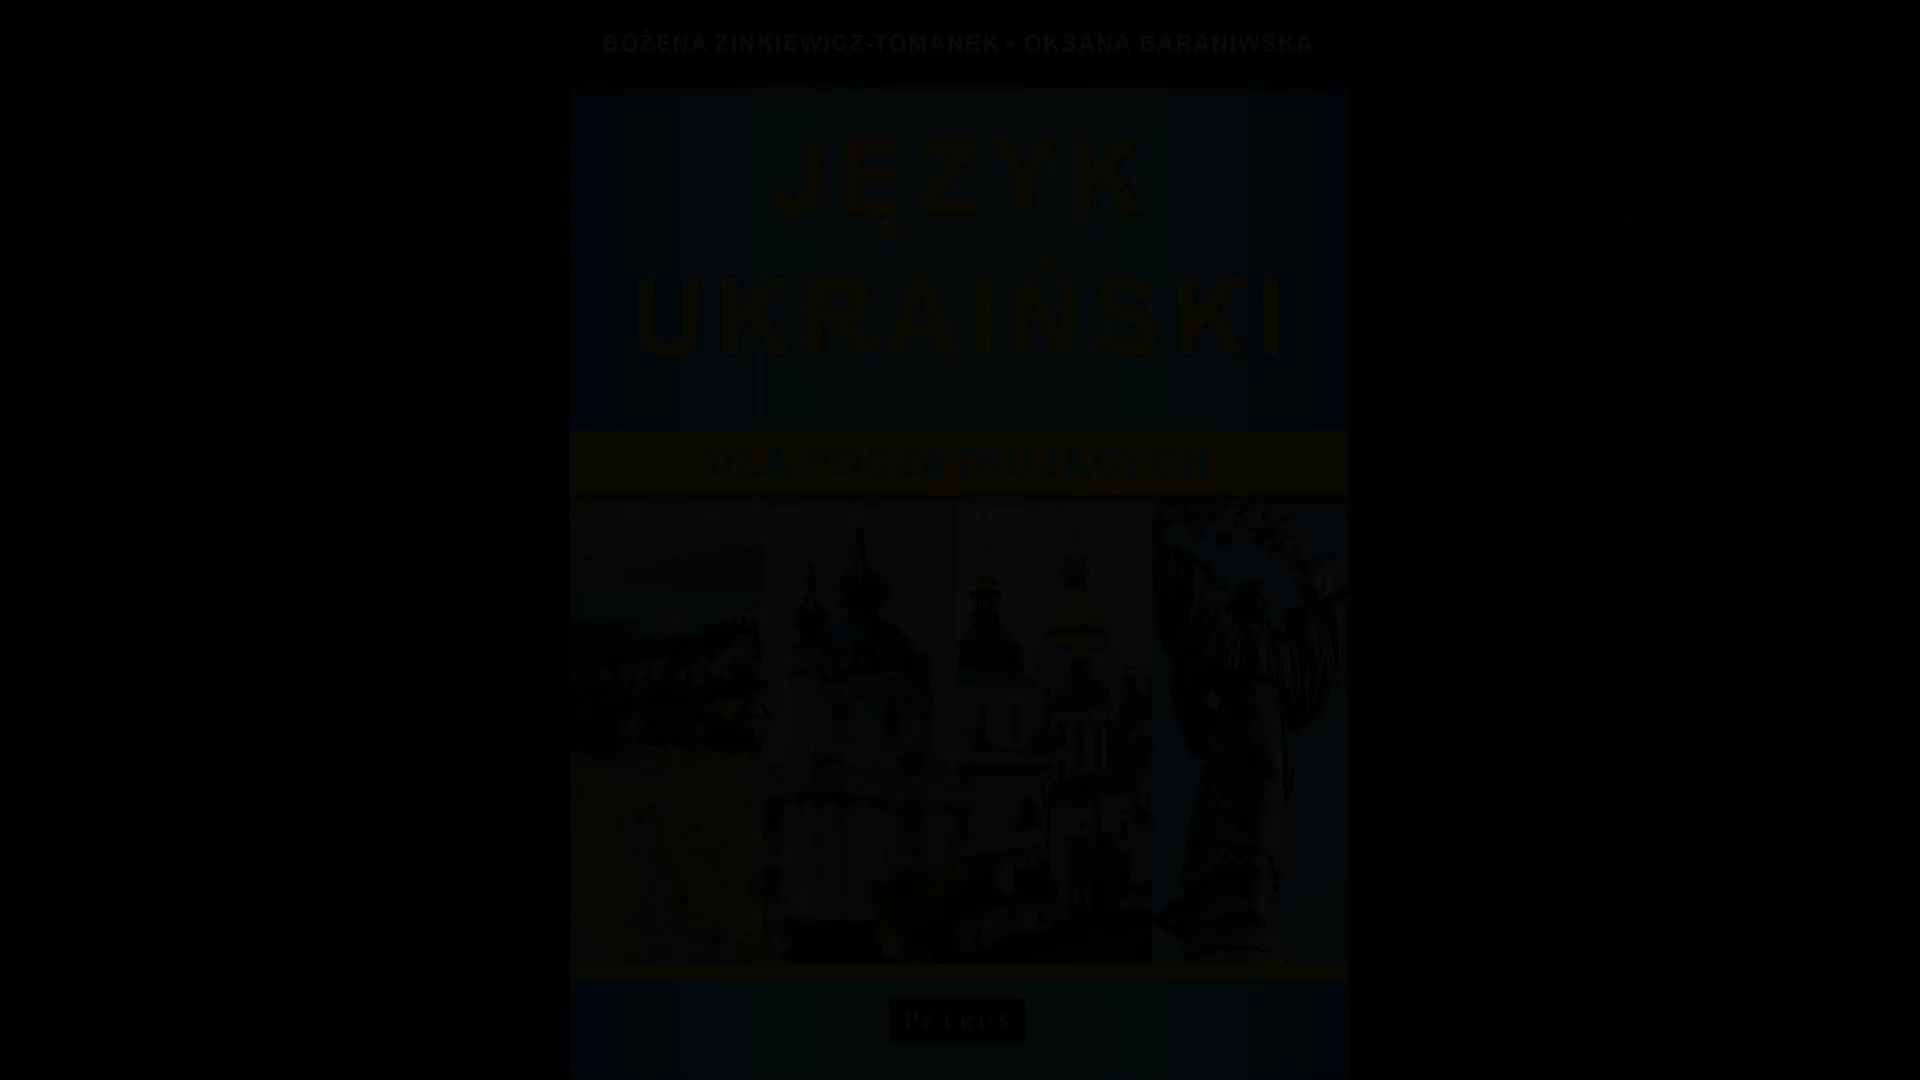 BOŻENA ZINKIEWICZ-TOMANEK • OKSANA BARANIWSKA
JĘZYK
UKRAIŃSKI
DLA POCZĄTKUJĄCYCH
PETRUS